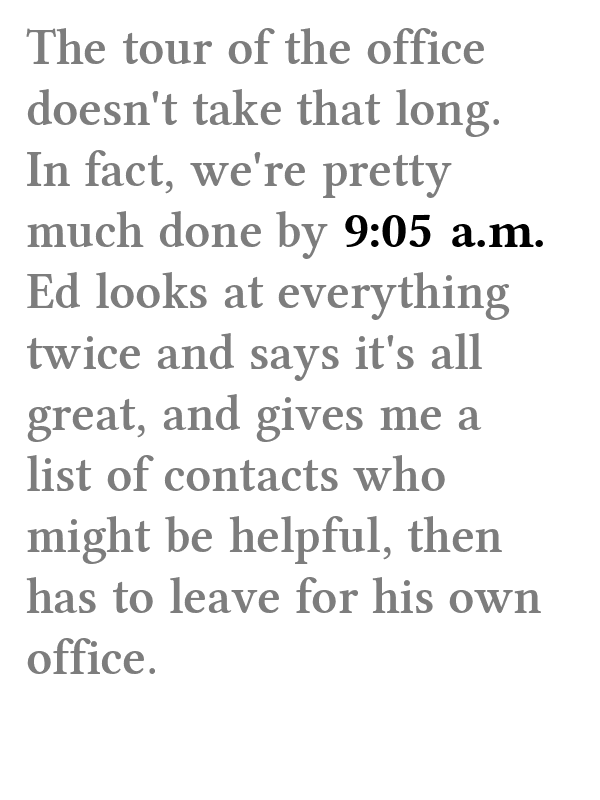 The tour of the office
doesn't take that long.
In fact, we're pretty
much done by 9:05 a.m.
Ed looks at everything
twice and says it's all
great, and gives me a
list of contacts who
might be helpful, then
has to leave for his own
office.